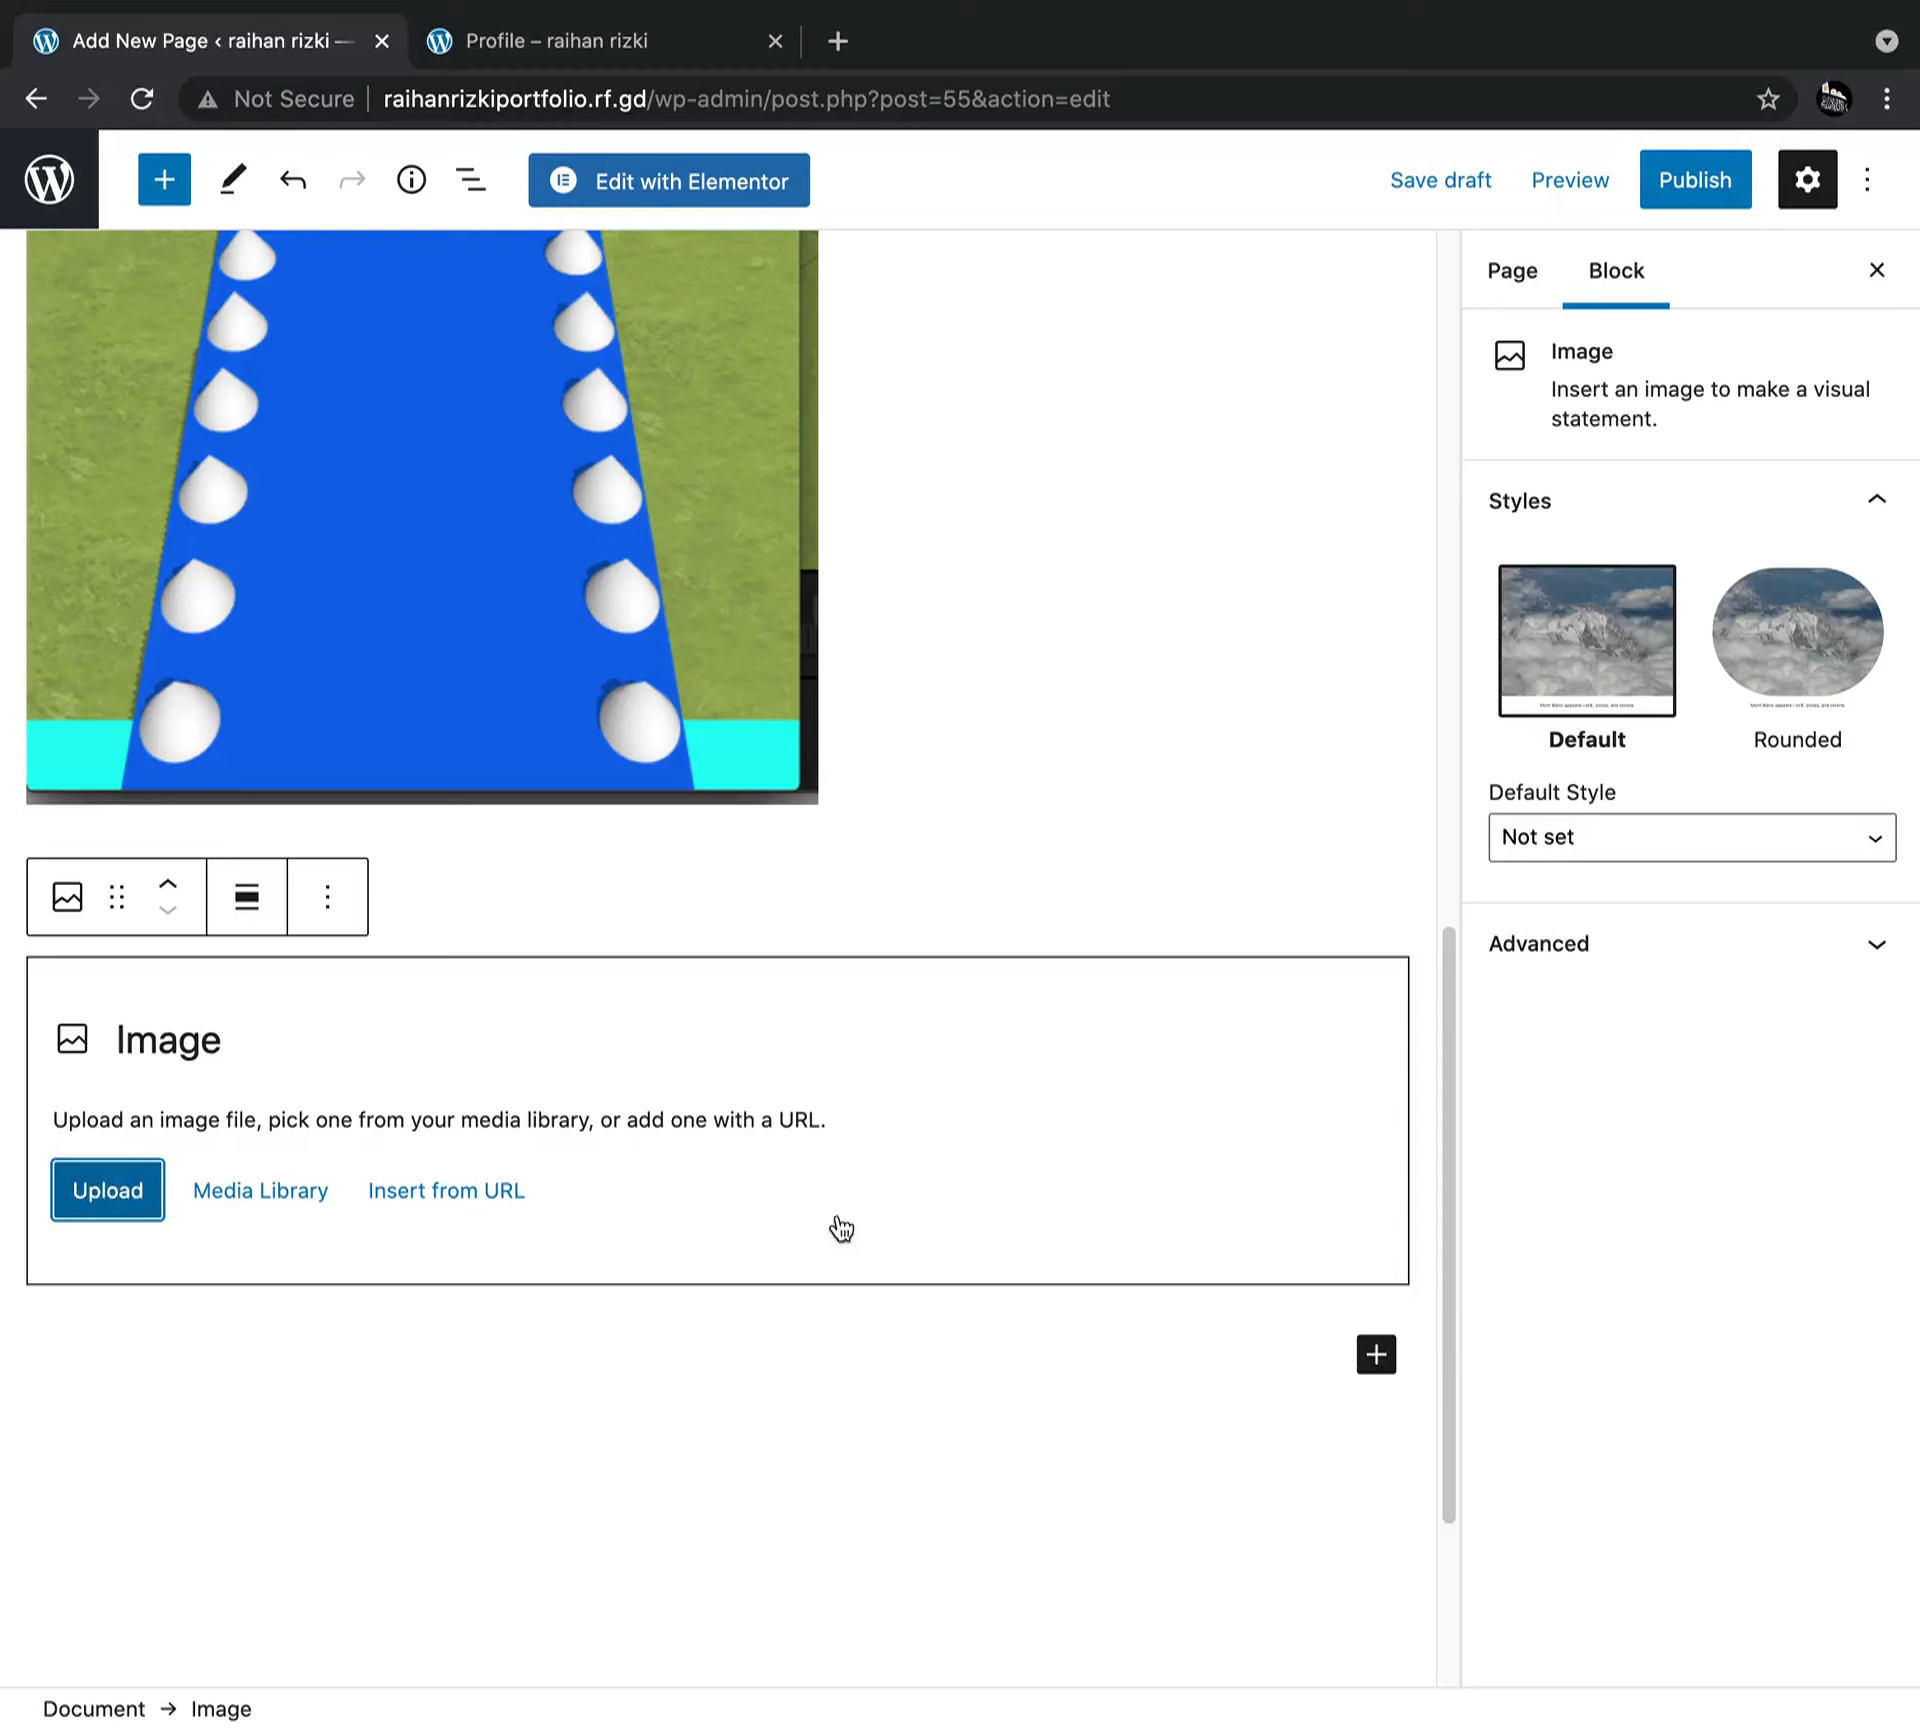 Add New Page ‹ raihan rizki —
Profile – raihan rizki
Not Secure
raihanrizkiportfolio.rf.gd/wp-admin/post.php?post=55&action=edit
Edit with Elementor
Save draft
Preview
Publish
Page
Block
Image
Insert an image to make a visual
statement.
Styles
Default
Rounded
Default Style
Not set
Advanced
Image
Upload an image file, pick one from your media library, or add one with a URL.
Upload
Media Library
Insert from URL
Document → Image